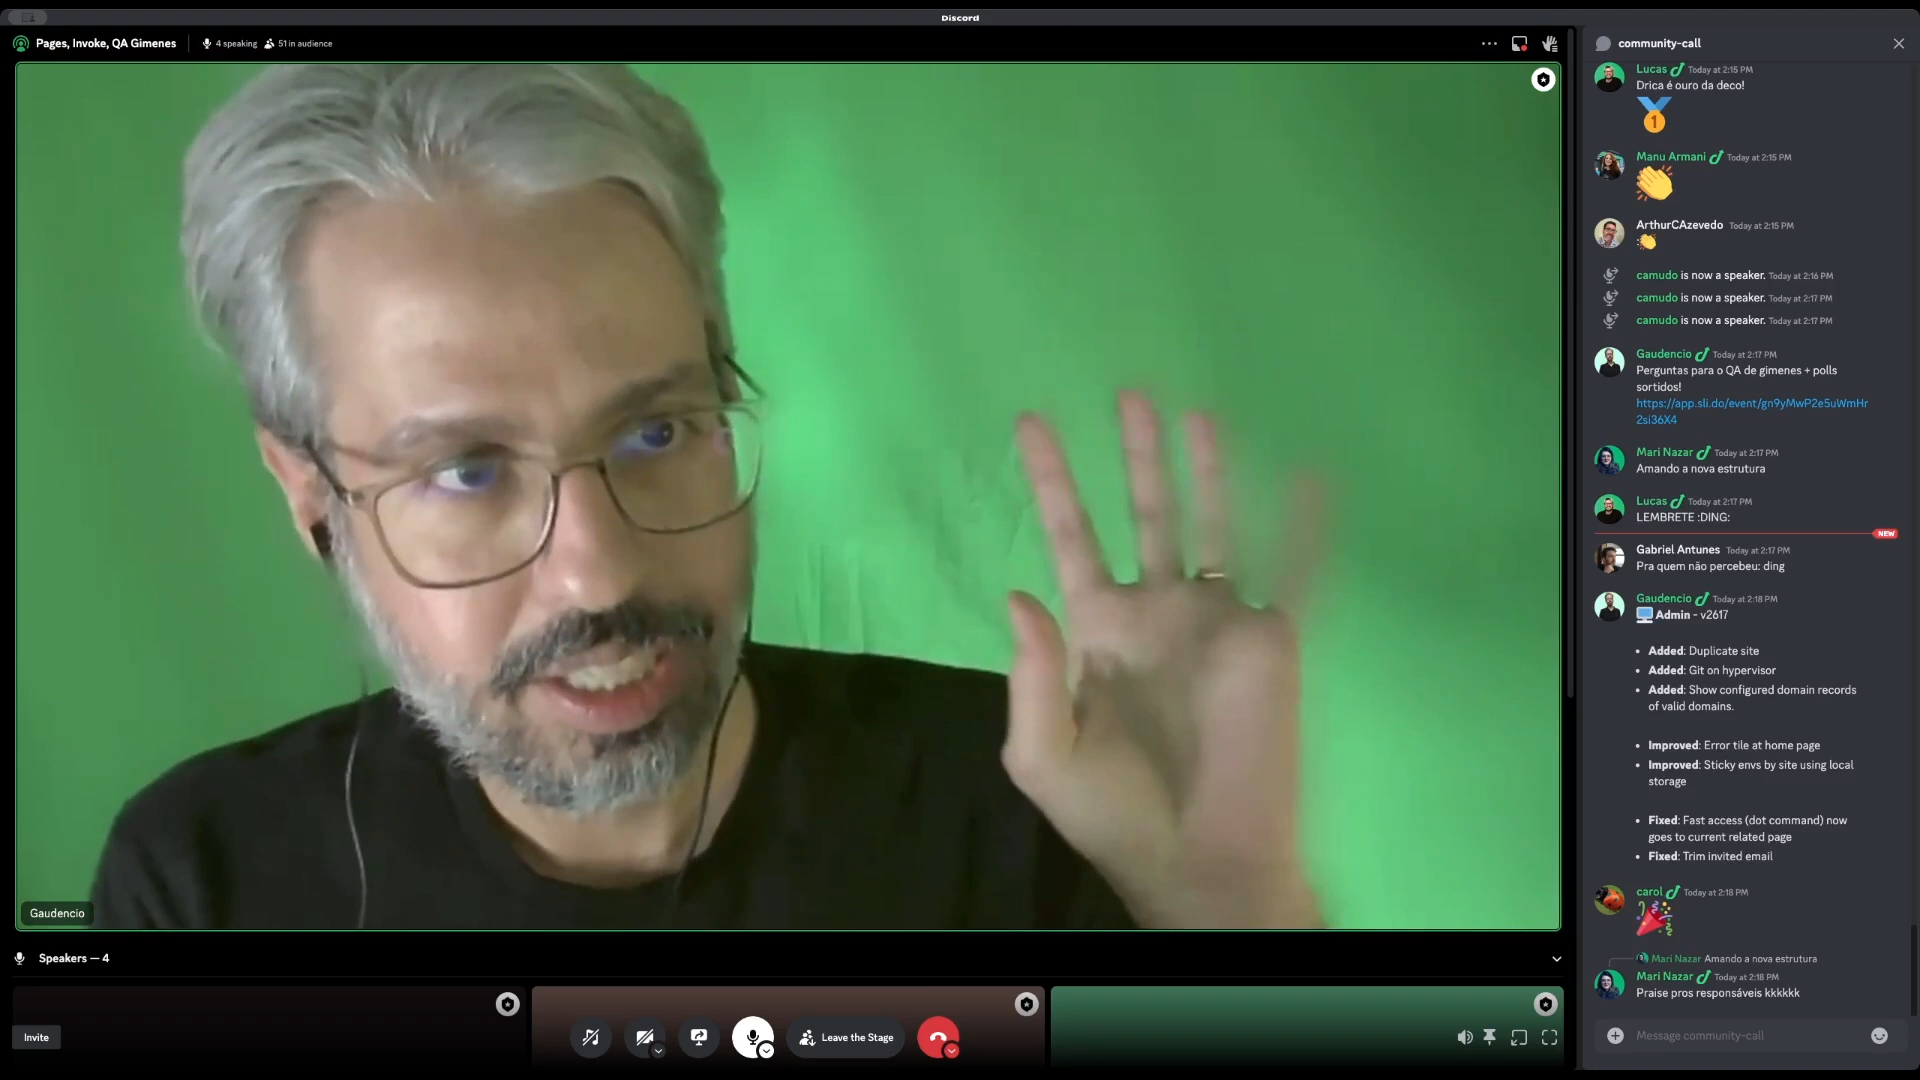 Discord
Pages, Invoke, QA Gimenes
4 speaking
51 in audience
Gaudencio
Speakers — 4
Invite
Leave the Stage
community-call
Lucas Today at 2:15 PM
Drica é ouro da deco!
1
Manu Armani Today at 2:15 PM
ArthurCAzevedo Today at 2:15 PM
camudo is now a speaker. Today at 2:16 PM
camudo is now a speaker. Today at 2:17 PM
camudo is now a speaker. Today at 2:17 PM
Gaudencio Today at 2:17 PM
Perguntas para o QA de gimenes + polls
sortidos!
https://app.sli.do/event/gn9yMwP2e5uWmHr
2si36X4
Mari Nazar Today at 2:17 PM
Amando a nova estrutura
Lucas Today at 2:17 PM
LEMBRETE :DING:
NEW
Gabriel Antunes Today at 2:17 PM
Pra quem não percebeu: ding
Gaudencio Today at 2:18 PM
Admin - v2617
• Added: Duplicate site
• Added: Git on hypervisor
• Added: Show configured domain records
of valid domains.
• Improved: Error tile at home page
• Improved: Sticky envs by site using local
storage
• Fixed: Fast access (dot command) now
goes to current related page
• Fixed: Trim invited email
carol Today at 2:18 PM
Mari Nazar Amando a nova estrutura
Mari Nazar Today at 2:18 PM
Praise pros responsáveis kkkkkk
Message community-call